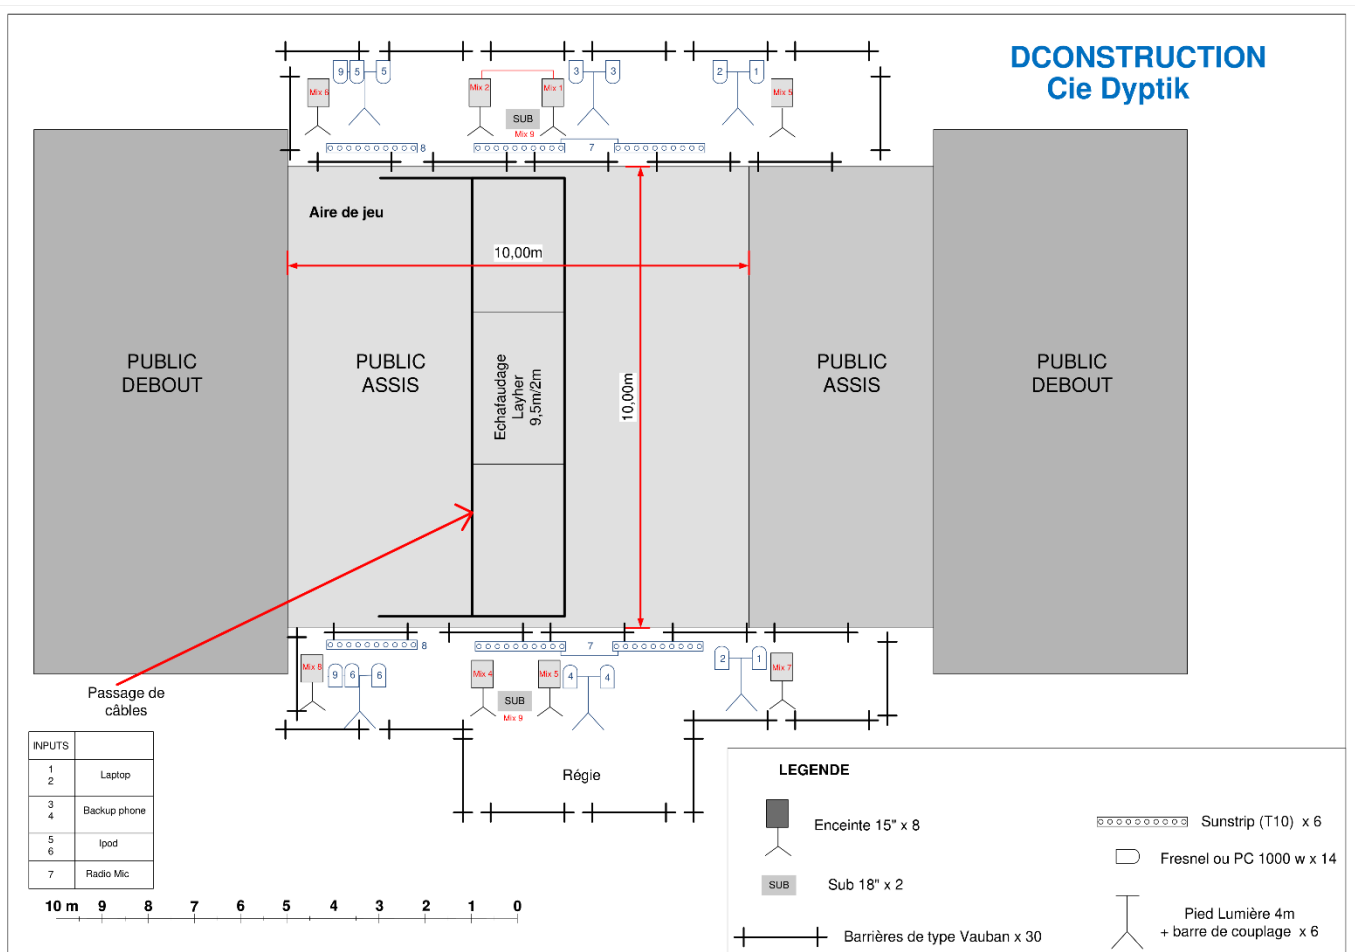 DCONSTRUCTION
Cie Dyptik
9 5 5
3 3
2 1
Mix 6
Mix 2
Mix 1
Mix 5
SUB
Mix 9
8
7
Aire de jeu
10,00m
10,00m
PUBLIC
DEBOUT
PUBLIC
ASSIS
Echafaudage
Layher
9,5m/2m
PUBLIC
ASSIS
PUBLIC
DEBOUT
8
7
Mix 8
9 6 6
Mix 4
SUB
Mix 9
Mix 5
4 4
2 1
Mix 7
Passage de
câbles
Régie
INPUTS
1
2
Laptop
3
4
Backup phone
5
6
Ipod
7
Radio Mic
10 m 9 8 7 6 5 4 3 2 1 0
LEGENDE
Enceinte 15" x 8
Sub 18" x 2
SUB
Barrières de type Vauban x 30
Sunstrip (T10) x 6
Fresnel ou PC 1000 w x 14
Pied Lumière 4m
+ barre de couplage x 6